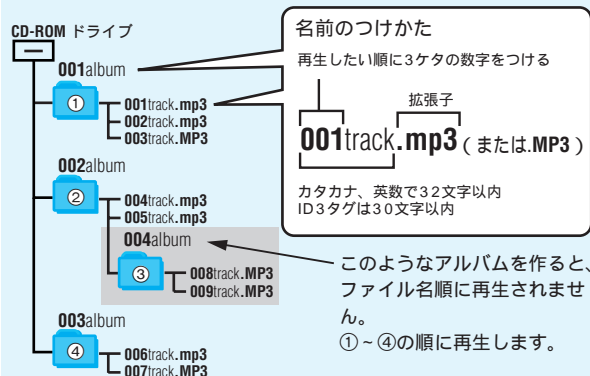 CD-ROM ドライブ
001album
①
001track.mp3
002track.mp3
003track.MP3
002album
②
004track.mp3
005track.mp3
004album
③
008track.MP3
009track.MP3
003album
④
006track.mp3
007track.MP3
名前のつけかた
再生したい順に3ケタの数字をつける
拡張子
001track.mp3(または.MP3)
カタカナ、英数で32文字以内
ID3タグは30文字以内
このようなアルバムを作ると、
ファイル名順に再生されませ
ん。
①~④の順に再生します。